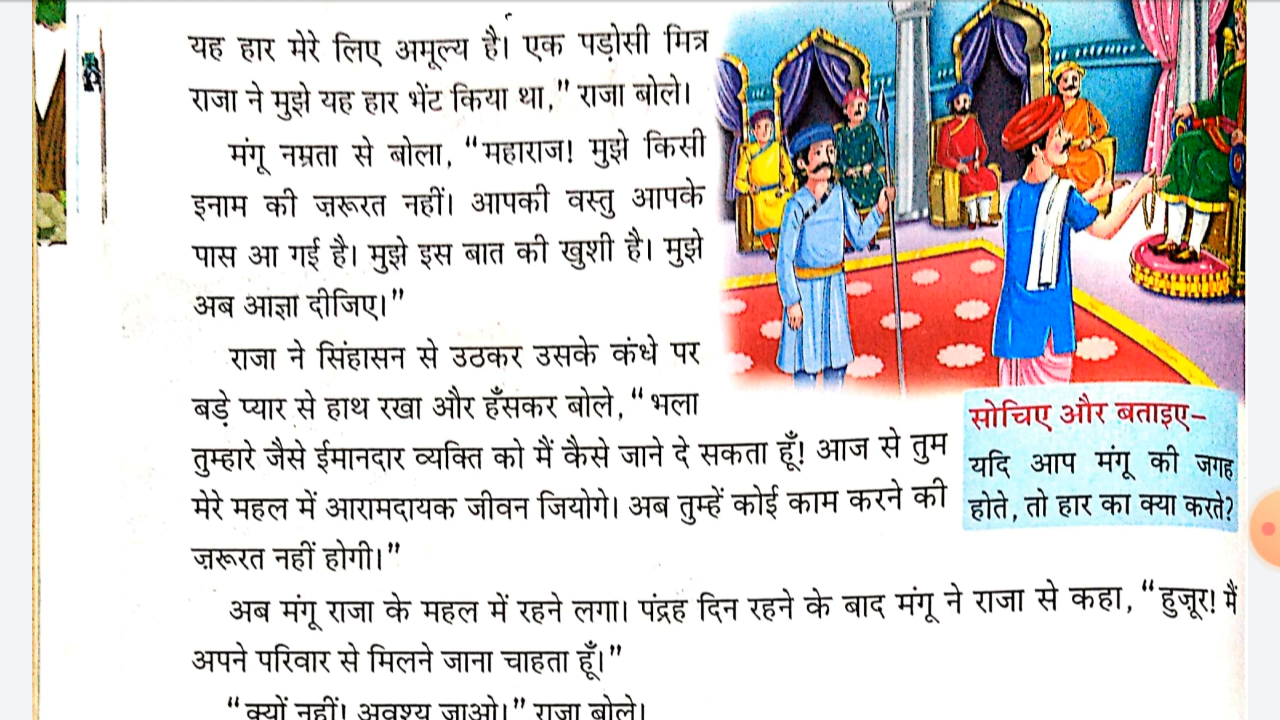 यह हार मेरे लिए अमूल्य है। एक पड़ोसी मित्र
राजा ने मुझे यह हार भेंट किया था,” राजा बोले।
मंगू नम्रता से बोला, “महाराज! मुझे किसी
इनाम की ज़रूरत नहीं। आपकी वस्तु आपके
पास आ गई है। मुझे इस बात की खुशी है। मुझे
अब आज्ञा दीजिए।”
राजा ने सिंहासन से उठकर उसके कंधे पर
बड़े प्यार से हाथ रखा और हँसकर बोले, “भला
तुम्हारे जैसे ईमानदार व्यक्ति को मैं कैसे जाने दे सकता हूँ! आज से तुम
मेरे महल में आरामदायक जीवन जियोगे। अब तुम्हें कोई काम करने की
ज़रूरत नहीं होगी।”
सोचिए और बताइए–
यदि आप मंगू की जगह
होते, तो हार का क्या करते?
अब मंगू राजा के महल में रहने लगा। पंद्रह दिन रहने के बाद मंगू ने राजा से कहा, “हुज़ूर! मैं
अपने परिवार से मिलने जाना चाहता हूँ।”
“क्यों नहीं! अवश्य जाओ।” राजा बोले।